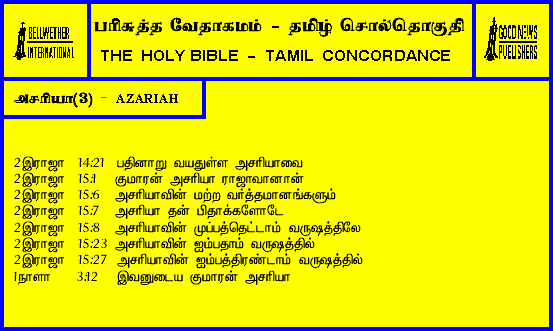 BELLWETHER
INTERNATIONAL
பரிசுத்த வேதாகமம் - தமிழ் சொல்தொகுதி
THE HOLY BIBLE - TAMIL CONCORDANCE
GOOD NEWS
PUBLISHERS
அசரியா(3) - AZARIAH
2இராஜா 14:21 பதினாறு வயதுள்ள அசரியாவை
2இராஜா 15:1 குமாரன் அசரியா ராஜாவானான்
2இராஜா 15:6 அசரியாவின் மற்ற வர்த்தமானங்களும்
2இராஜா 15:7 அசரியா தன் பிதாக்களோடே
2இராஜா 15:8 அசரியாவின் முப்பத்தெட்டாம் வருஷத்திலே
2இராஜா 15:23 அசரியாவின் ஐம்பதாம் வருஷத்தில்
2இராஜா 15:27 அசரியாவின் ஐம்பத்திரண்டாம் வருஷத்தில்
1நாளா 3:12 இவனுடைய குமாரன் அசரியா